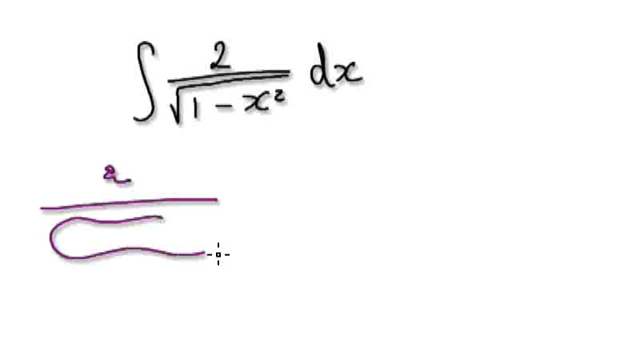 ∫ 2/√(1 - x²) dx
2